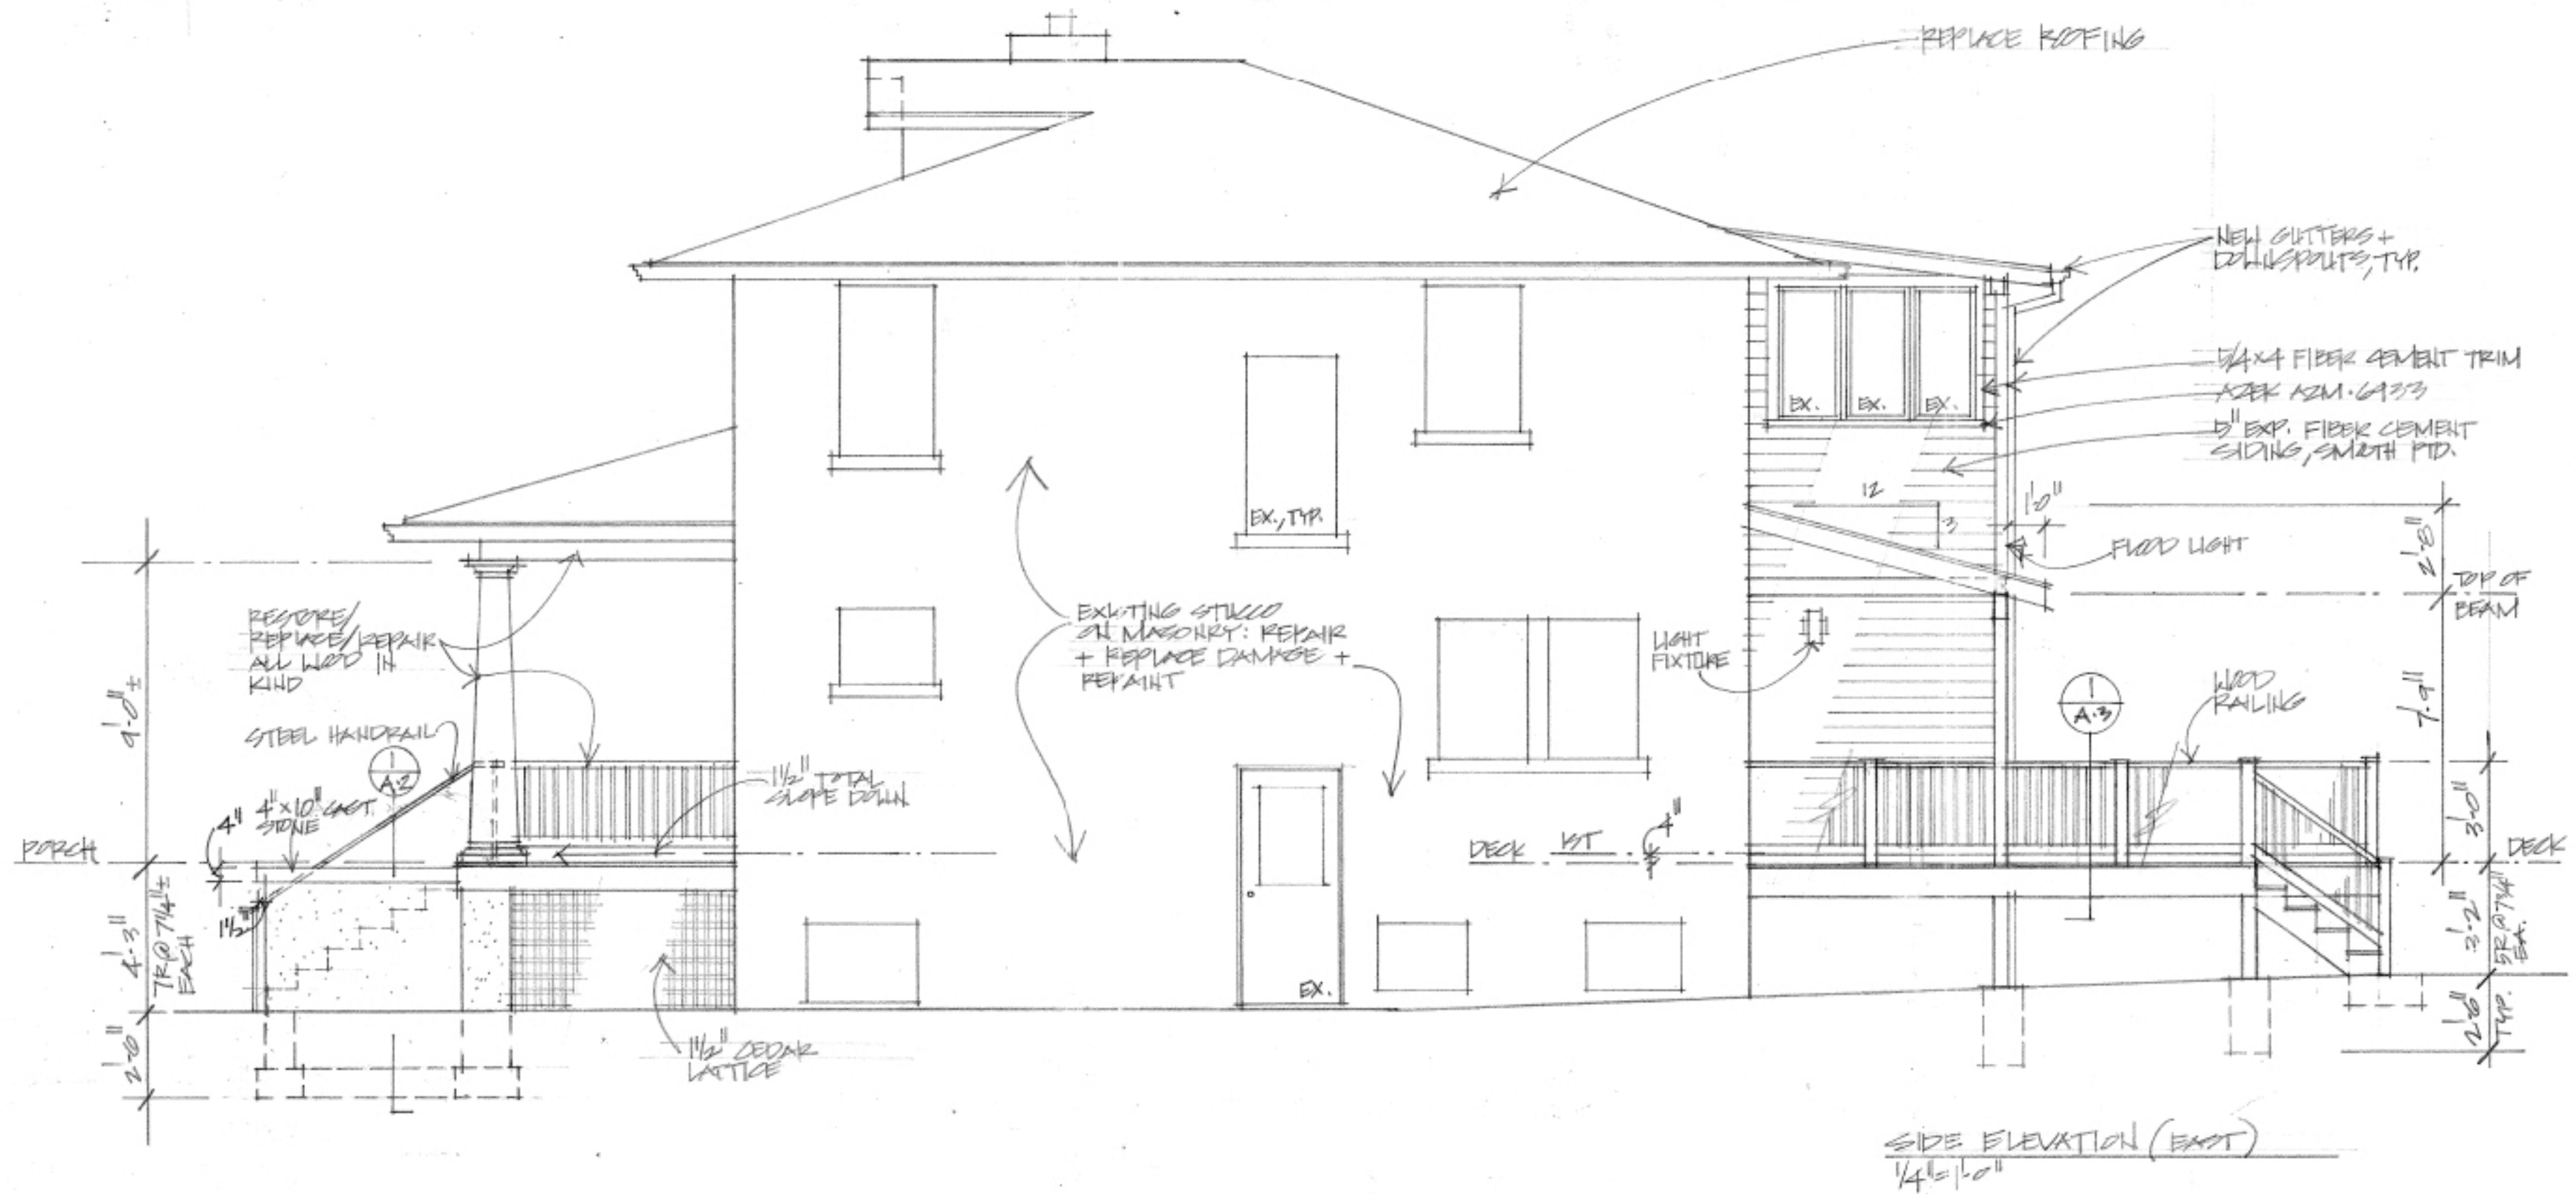 REPLACE ROOFING
NEW GUTTERS +
DOWNSPOUTS, TYP.
5/4x4 FIBER CEMENT TRIM
AZEK AZM-6933
5" EXP. FIBER CEMENT
SIDING, SMOOTH PTD.
EX.
EX.
EX.
12
3
1'-0"
FLOOD LIGHT
2'-8"
TOP OF
BEAM
EX., TYP.
RESTORE/
REPLACE/REPAIR
ALL WOOD IN
KIND
EXISTING STUCCO
ON MASONRY: REPAIR
+ REPLACE DAMAGE +
REPAINT
LIGHT
FIXTURE
9'-0" ±
STEEL HANDRAIL
1
A.2
1
A.3
WOOD
RAILING
7'-9"
1 1/2" TOTAL
SLOPE DOWN
4"
4"x10" CAST
STONE
PORCH
DECK
1ST
4"
3'-0"
DECK
1 1/2"
4'-3"
7R@7 1/4"±
EACH
EX.
3'-2"
5R@7 3/4"
EA.
2'-6"
1 1/2" CEDAR
LATTICE
2'-6"
TYP.
SIDE ELEVATION (EAST)
1/4"=1'-0"